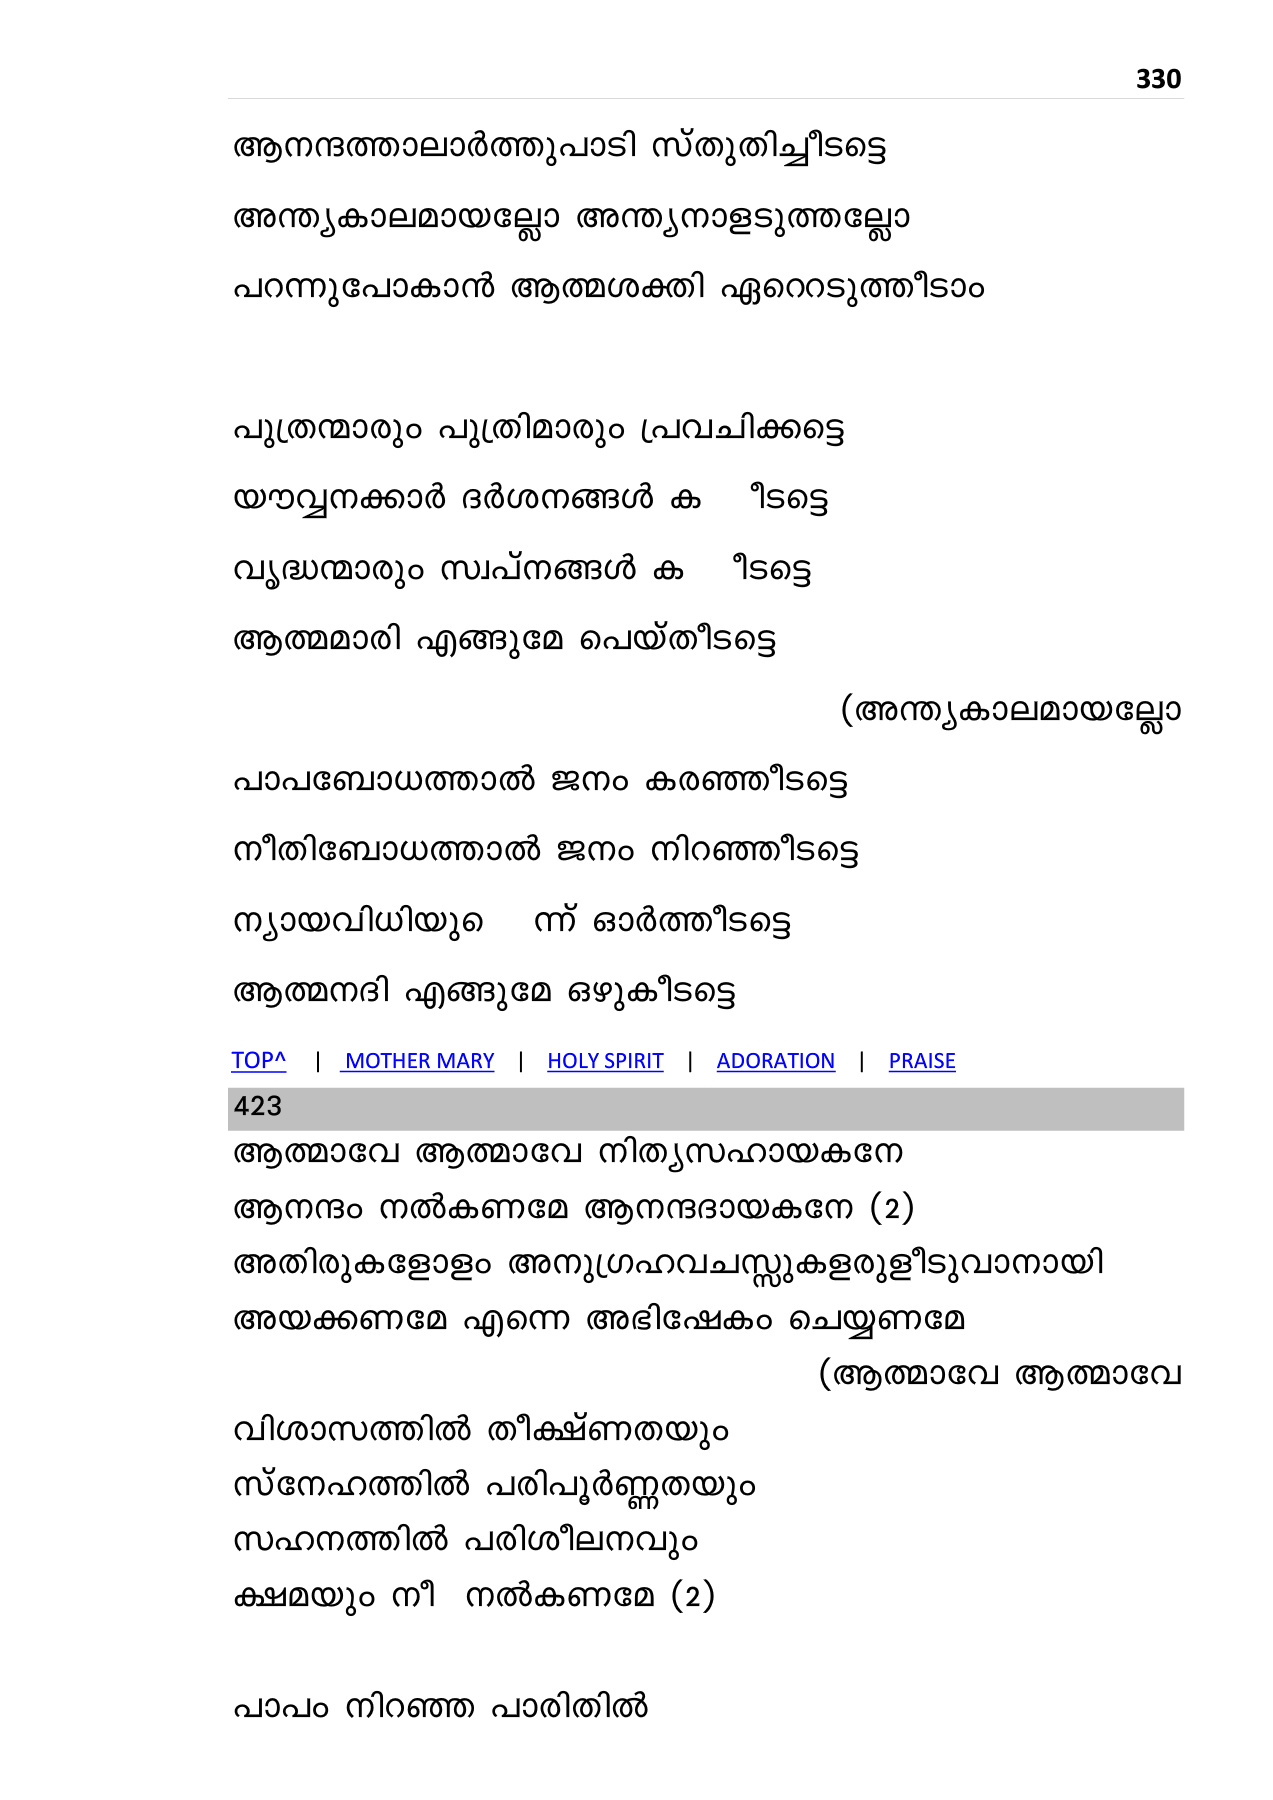 330
ആനന്ദത്താലാർത്തുപാടി സ്തുതിച്ചീടട്ടെ
അന്ത്യകാലമായല്ലോ അന്ത്യനാളടുത്തല്ലോ
പറന്നുപോകാൻ ആത്മശക്തി ഏറെറടുത്തീടാം
പുത്രന്മാരും പുത്രിമാരും പ്രവചിക്കട്ടെ
യൗവ്വനക്കാർ ദർശനങ്ങൾ ക ീടട്ടെ
വൃദ്ധന്മാരും സ്വപ്നങ്ങൾ ക ീടട്ടെ
ആത്മമാരി എങ്ങുമേ പെയ്തീടട്ടെ
(അന്ത്യകാലമായല്ലോ
പാപബോധത്താൽ ജനം കരഞ്ഞീടട്ടെ
നീതിബോധത്താൽ ജനം നിറഞ്ഞീടട്ടെ
ന്യായവിധിയുെ ന്ന് ഓർത്തീടട്ടെ
ആത്മനദി എങ്ങുമേ ഒഴുകീടട്ടെ
TOP^ | MOTHER MARY | HOLY SPIRIT | ADORATION | PRAISE
423
ആത്മാവേ ആത്മാവേ നിത്യസഹായകനേ
ആനന്ദം നൽകണമേ ആനന്ദദായകനേ (2)
അതിരുകളോളം അനുഗ്രഹവചസ്സുകളരുളീടുവാനായി
അയക്കണമേ എന്നെ അഭിഷേകം ചെയ്യണമേ
(ആത്മാവേ ആത്മാവേ
വിശാസത്തിൽ തീക്ഷ്ണതയും
സ്നേഹത്തിൽ പരിപൂർണ്ണതയും
സഹനത്തിൽ പരിശീലനവും
ക്ഷമയും നീ നൽകണമേ (2)
പാപം നിറഞ്ഞ പാരിതിൽ